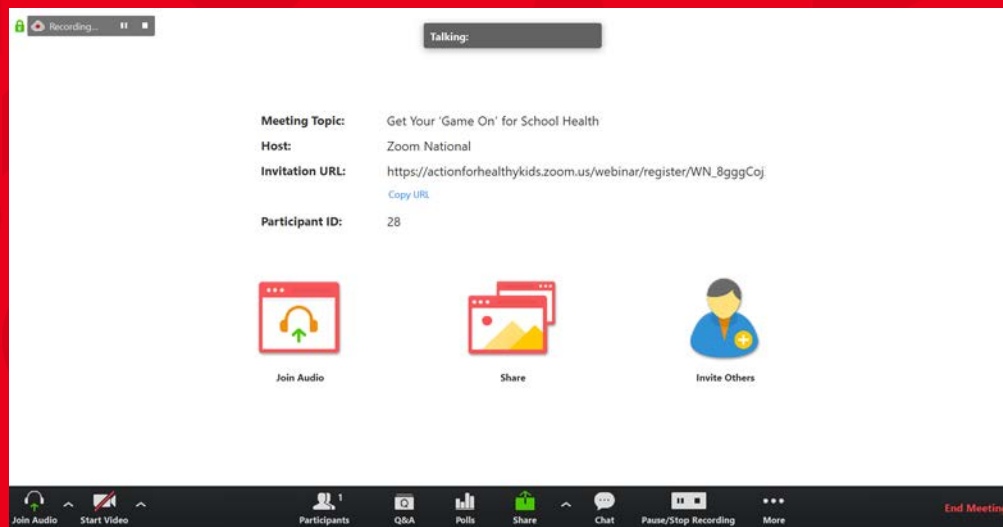 Recording...
Talking:
Meeting Topic: Get Your 'Game On' for School Health
Host: Zoom National
Invitation URL: https://actionforhealthykids.zoom.us/webinar/register/WN_8gggCoj
Copy URL
Participant ID: 28
Join Audio Share Invite Others
Join Audio Start Video Participants 1 Q&A Polls Share Chat Pause/Stop Recording More End Meeting